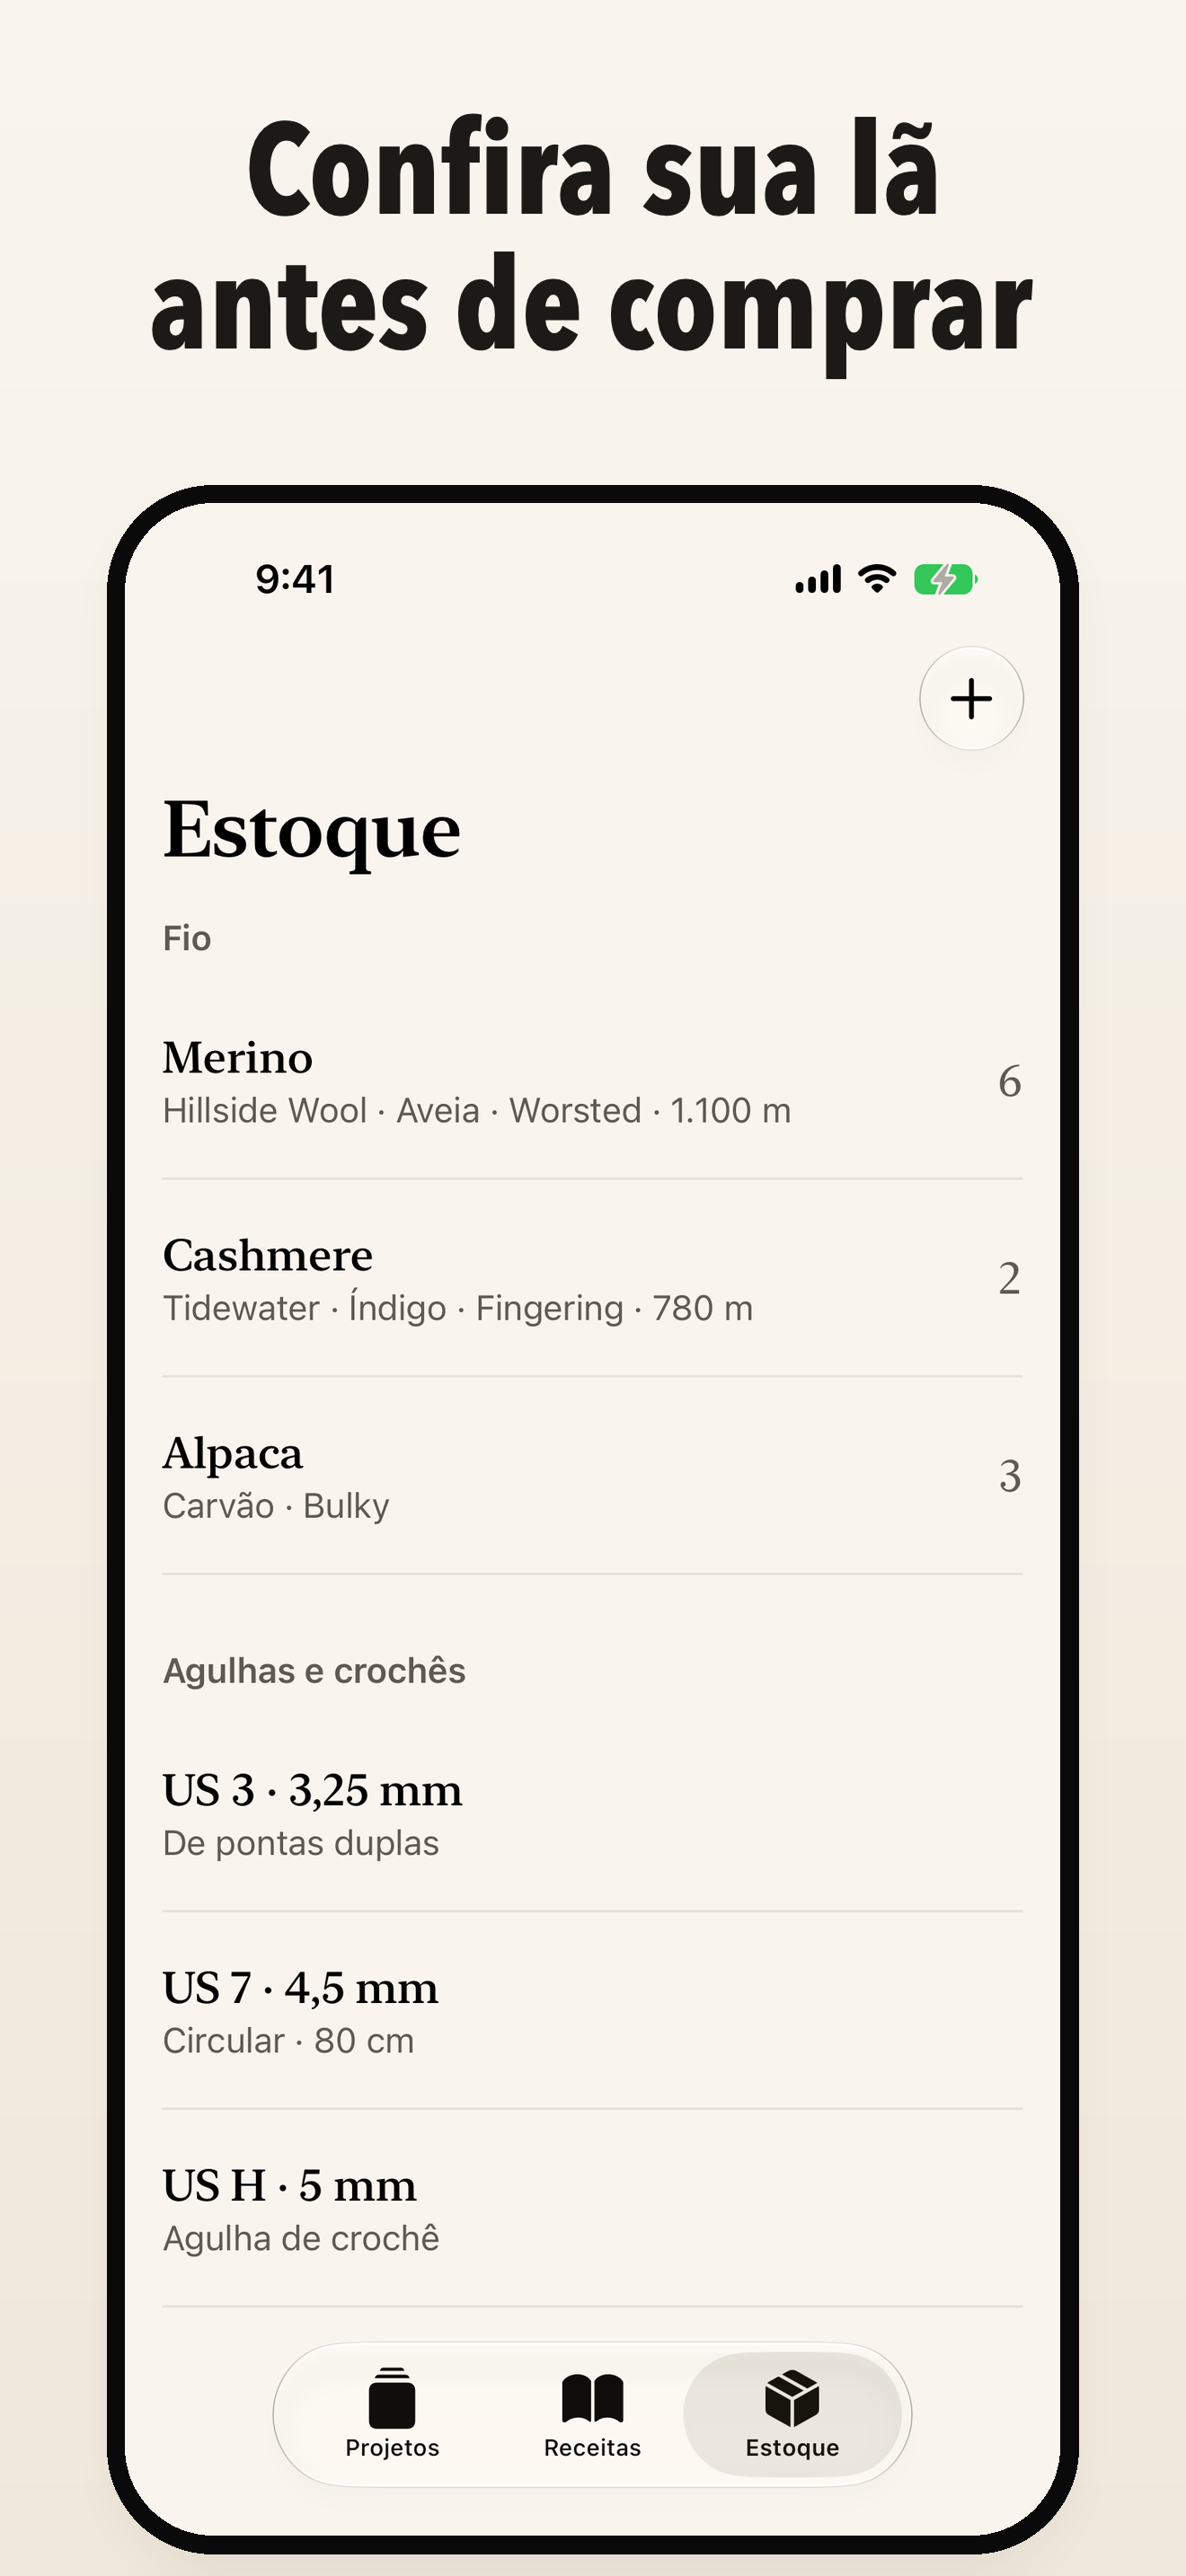 Confira sua lã
antes de comprar
9:41
Estoque
Fio
Merino
Hillside Wool · Aveia · Worsted · 1.100 m
6
Cashmere
Tidewater · Índigo · Fingering · 780 m
2
Alpaca
Carvão · Bulky
3
Agulhas e crochês
US 3 · 3,25 mm
De pontas duplas
US 7 · 4,5 mm
Circular · 80 cm
US H · 5 mm
Agulha de crochê
Projetos
Receitas
Estoque